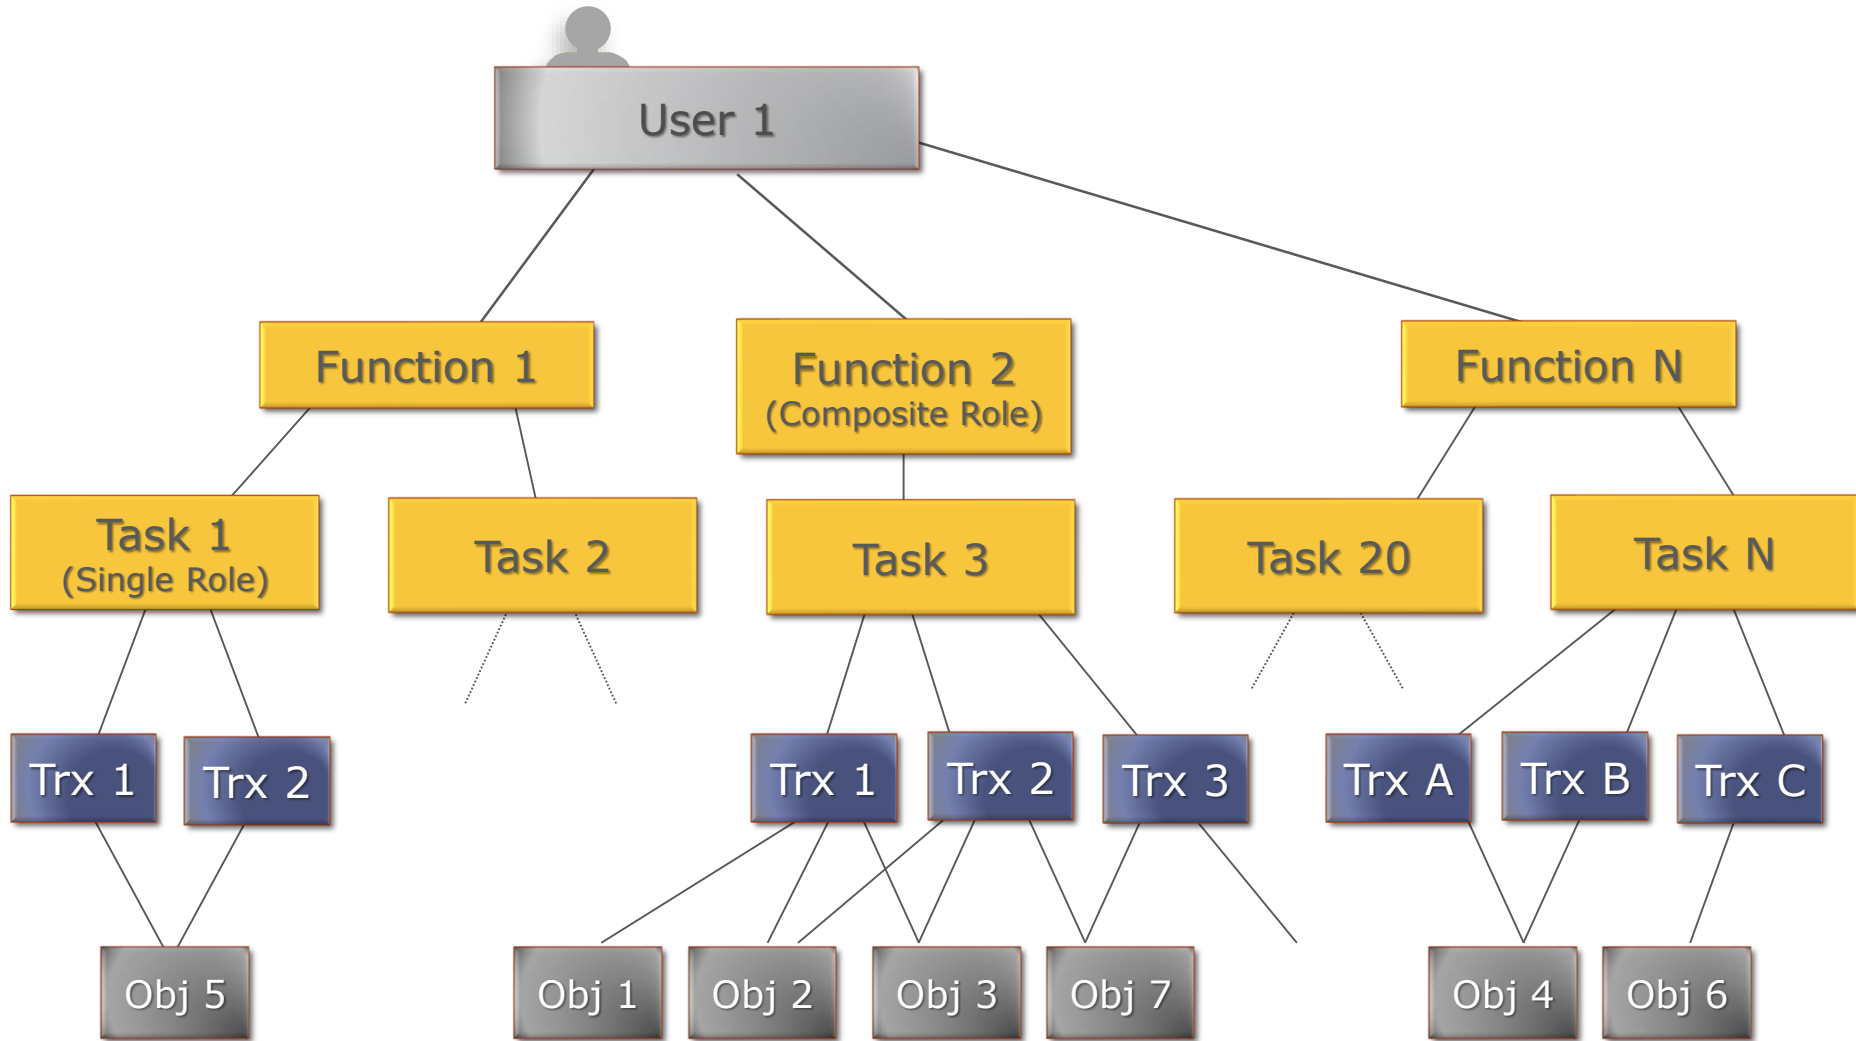 User 1
Function 1
Function 2
(Composite Role)
Function N
Task 1
(Single Role)
Task 2
Task 3
Task 20
Task N
Trx 1
Trx 2
Trx 1
Trx 2
Trx 3
Trx A
Trx B
Trx C
Obj 5
Obj 1
Obj 2
Obj 3
Obj 7
Obj 4
Obj 6